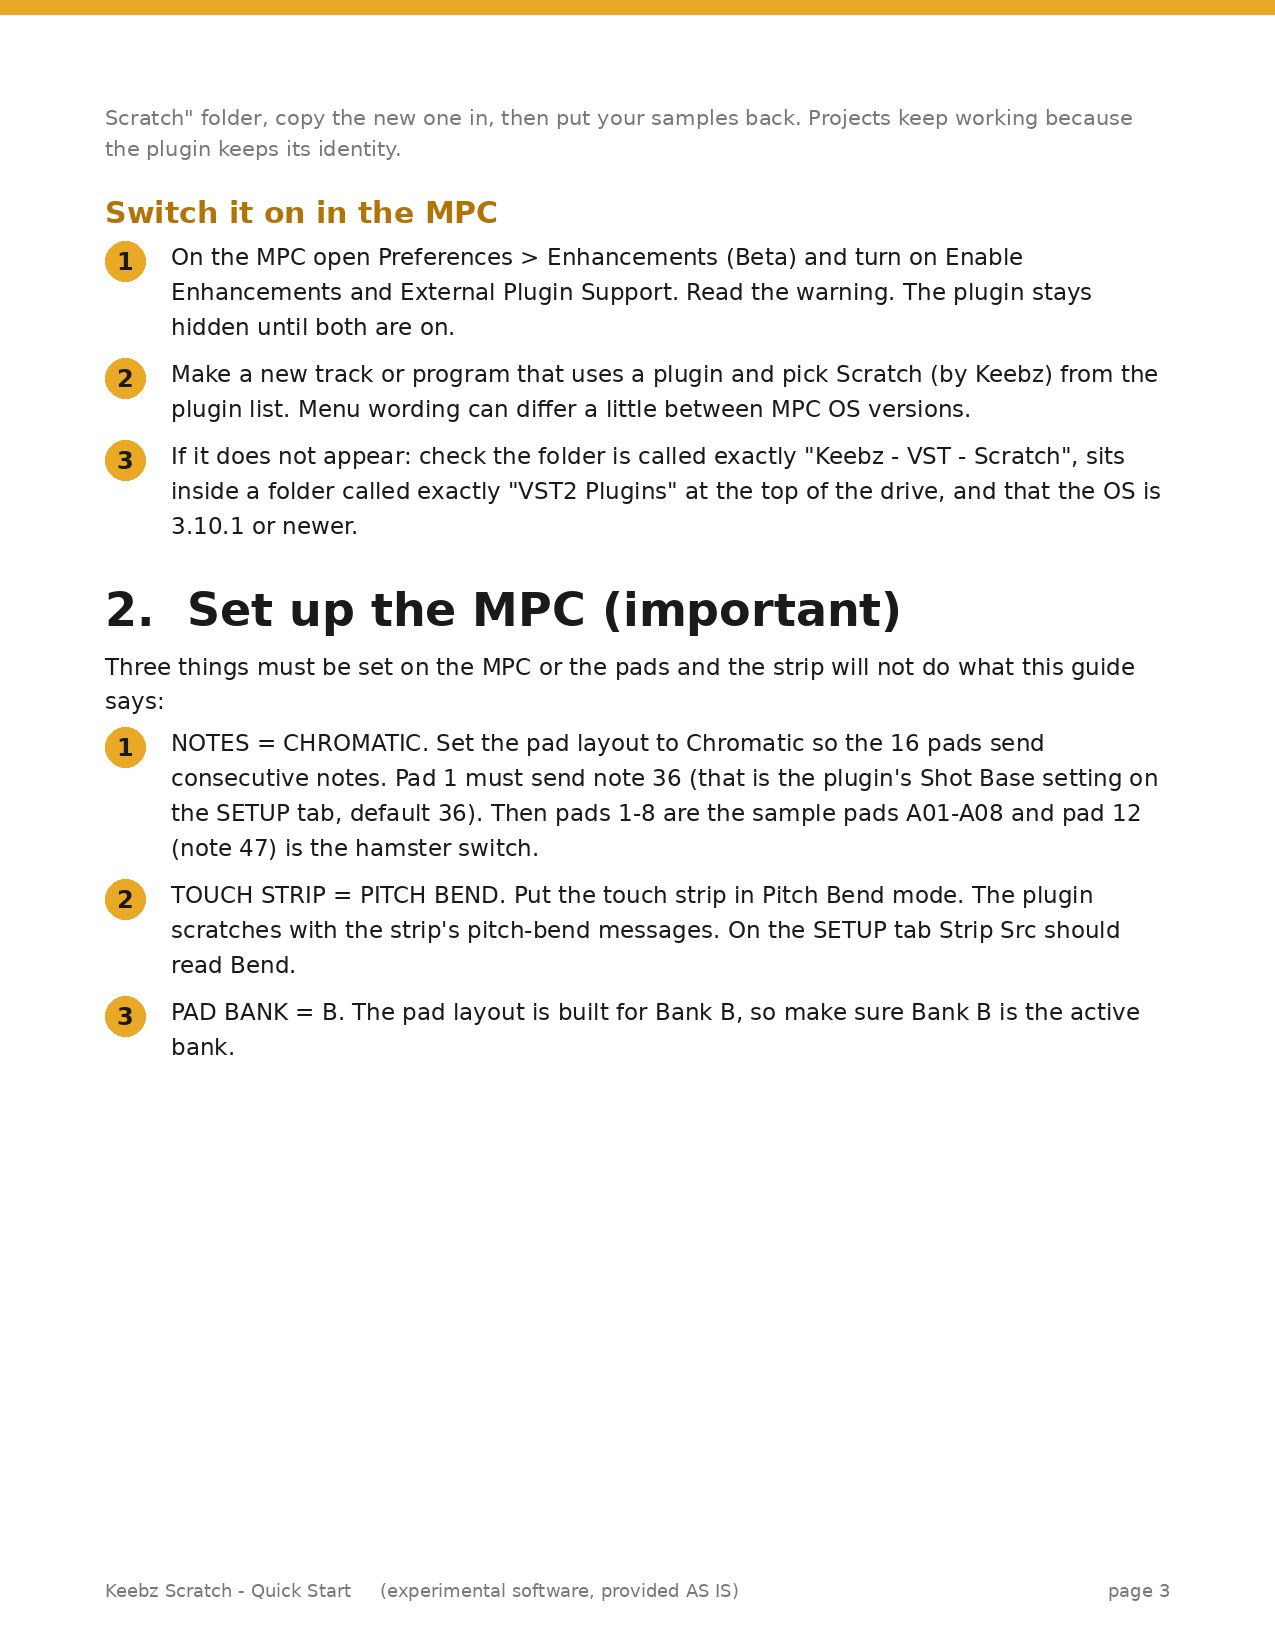 Scratch" folder, copy the new one in, then put your samples back. Projects keep working because
the plugin keeps its identity.
Switch it on in the MPC
1 On the MPC open Preferences > Enhancements (Beta) and turn on Enable
Enhancements and External Plugin Support. Read the warning. The plugin stays
hidden until both are on.
2 Make a new track or program that uses a plugin and pick Scratch (by Keebz) from the
plugin list. Menu wording can differ a little between MPC OS versions.
3 If it does not appear: check the folder is called exactly "Keebz - VST - Scratch", sits
inside a folder called exactly "VST2 Plugins" at the top of the drive, and that the OS is
3.10.1 or newer.
2. Set up the MPC (important)
Three things must be set on the MPC or the pads and the strip will not do what this guide
says:
1 NOTES = CHROMATIC. Set the pad layout to Chromatic so the 16 pads send
consecutive notes. Pad 1 must send note 36 (that is the plugin's Shot Base setting on
the SETUP tab, default 36). Then pads 1-8 are the sample pads A01-A08 and pad 12
(note 47) is the hamster switch.
2 TOUCH STRIP = PITCH BEND. Put the touch strip in Pitch Bend mode. The plugin
scratches with the strip's pitch-bend messages. On the SETUP tab Strip Src should
read Bend.
3 PAD BANK = B. The pad layout is built for Bank B, so make sure Bank B is the active
bank.
Keebz Scratch - Quick Start (experimental software, provided AS IS) page 3